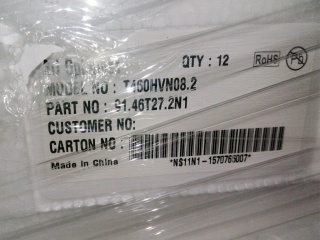 QTY : 12
RoHS
MODEL NO : T460HVN08.2
PART NO : 91.46T27.2N1
CUSTOMER NO:
CARTON NO :
Made in China
*NS11N1-1570763007*